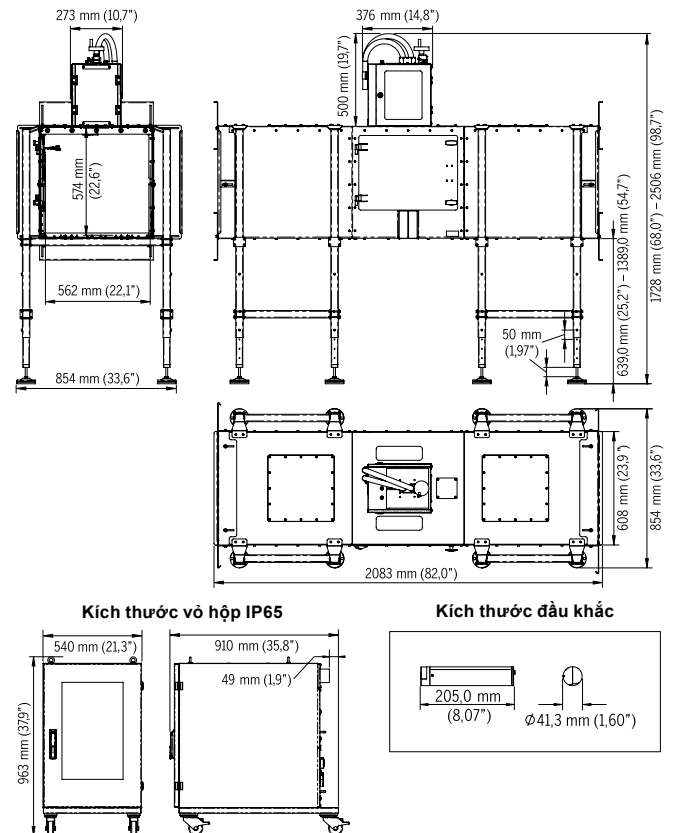 273 mm (10,7”)
376 mm (14,8”)
500 mm (19,7”)
574 mm
(22,6”)
562 mm (22,1”)
854 mm (33,6”)
50 mm
(1,97”)
639,0 mm (25,2”) – 1389,0 mm (54,7”)
1728 mm (68,0”) – 2506 mm (98,7”)
608 mm (23,9”)
854 mm (33,6”)
2083 mm (82,0”)
Kích thước vỏ hộp IP65
540 mm (21,3”)
910 mm (35,8”)
49 mm (1,9”)
963 mm (37,9”)
Kích thước đầu khắc
205,0 mm
(8,07”)
Φ41,3 mm (1,60”)